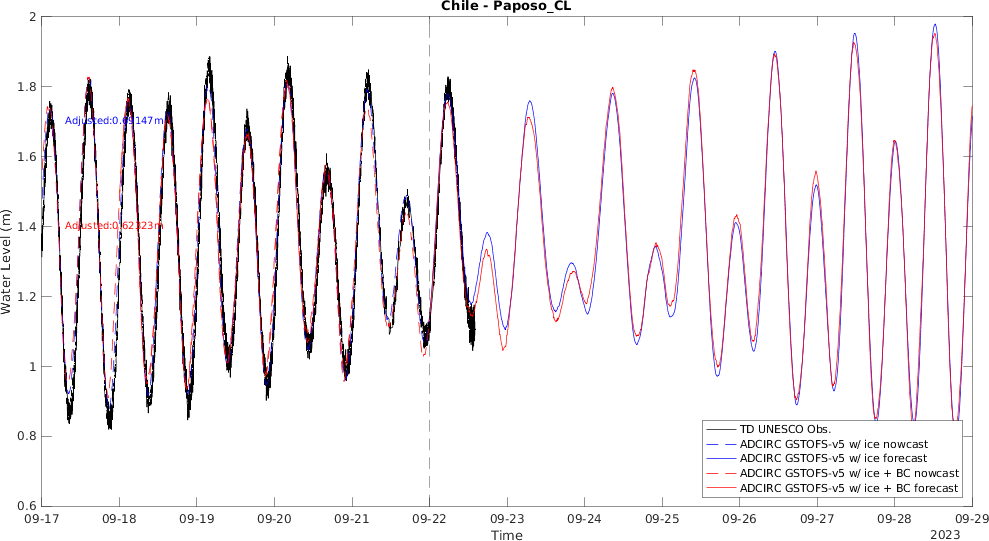 Chile - Paposo_CL
2
1.8
1.6
1.4
1.2
1
0.8
0.6
Water Level (m)
Adjusted:0.69147m
Adjusted:0.62323m
TD UNESCO Obs.
ADCIRC GSTOFS-v5 w/ ice nowcast
ADCIRC GSTOFS-v5 w/ ice forecast
ADCIRC GSTOFS-v5 w/ ice + BC nowcast
ADCIRC GSTOFS-v5 w/ ice + BC forecast
09-17 09-18 09-19 09-20 09-21 09-22 09-23 09-24 09-25 09-26 09-27 09-28 09-29
Time
2023